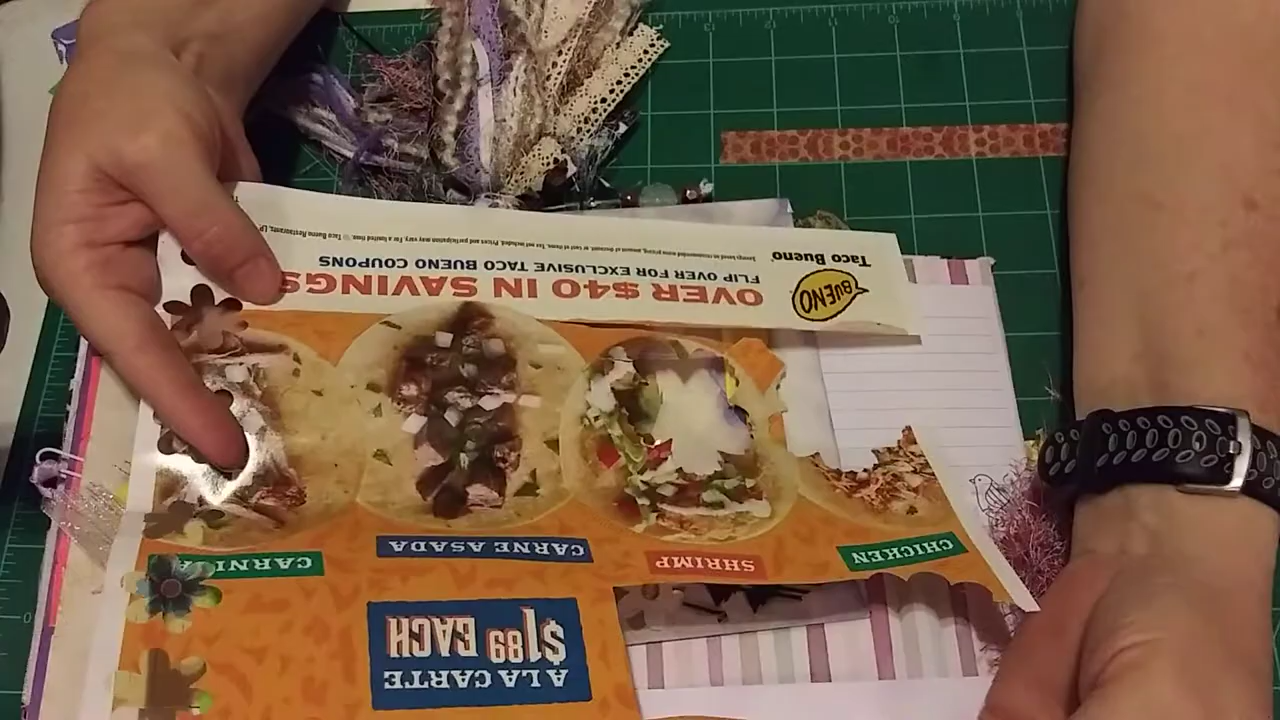 Taco Bueno
BUENO
OVER $40 IN SAVINGS
FLIP OVER FOR EXCLUSIVE TACO BUENO COUPONS
CHICKEN
SHRIMP
CARNE ASADA
A LA CARTE
$189 EACH